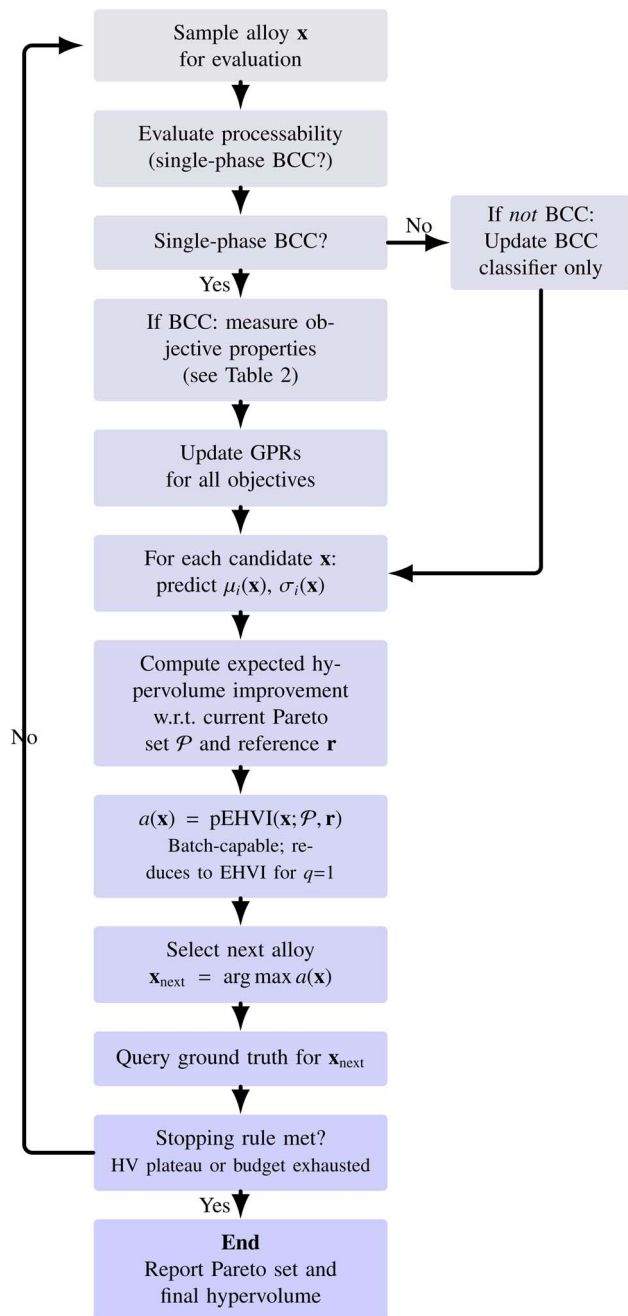 Sample alloy x
for evaluation
Evaluate processability
(single-phase BCC?)
Single-phase BCC?
No
If not BCC:
Update BCC
classifier only
Yes
If BCC: measure ob-
jective properties
(see Table 2)
Update GPRs
for all objectives
For each candidate x:
predict μᵢ(x), σᵢ(x)
Compute expected hy-
pervolume improvement
w.r.t. current Pareto
set 𝒫 and reference r
No
a(x) = pEHVI(x; 𝒫, r)
Batch-capable; re-
duces to EHVI for q=1
Select next alloy
x_next = arg max a(x)
Query ground truth for x_next
Stopping rule met?
HV plateau or budget exhausted
Yes
End
Report Pareto set and
final hypervolume